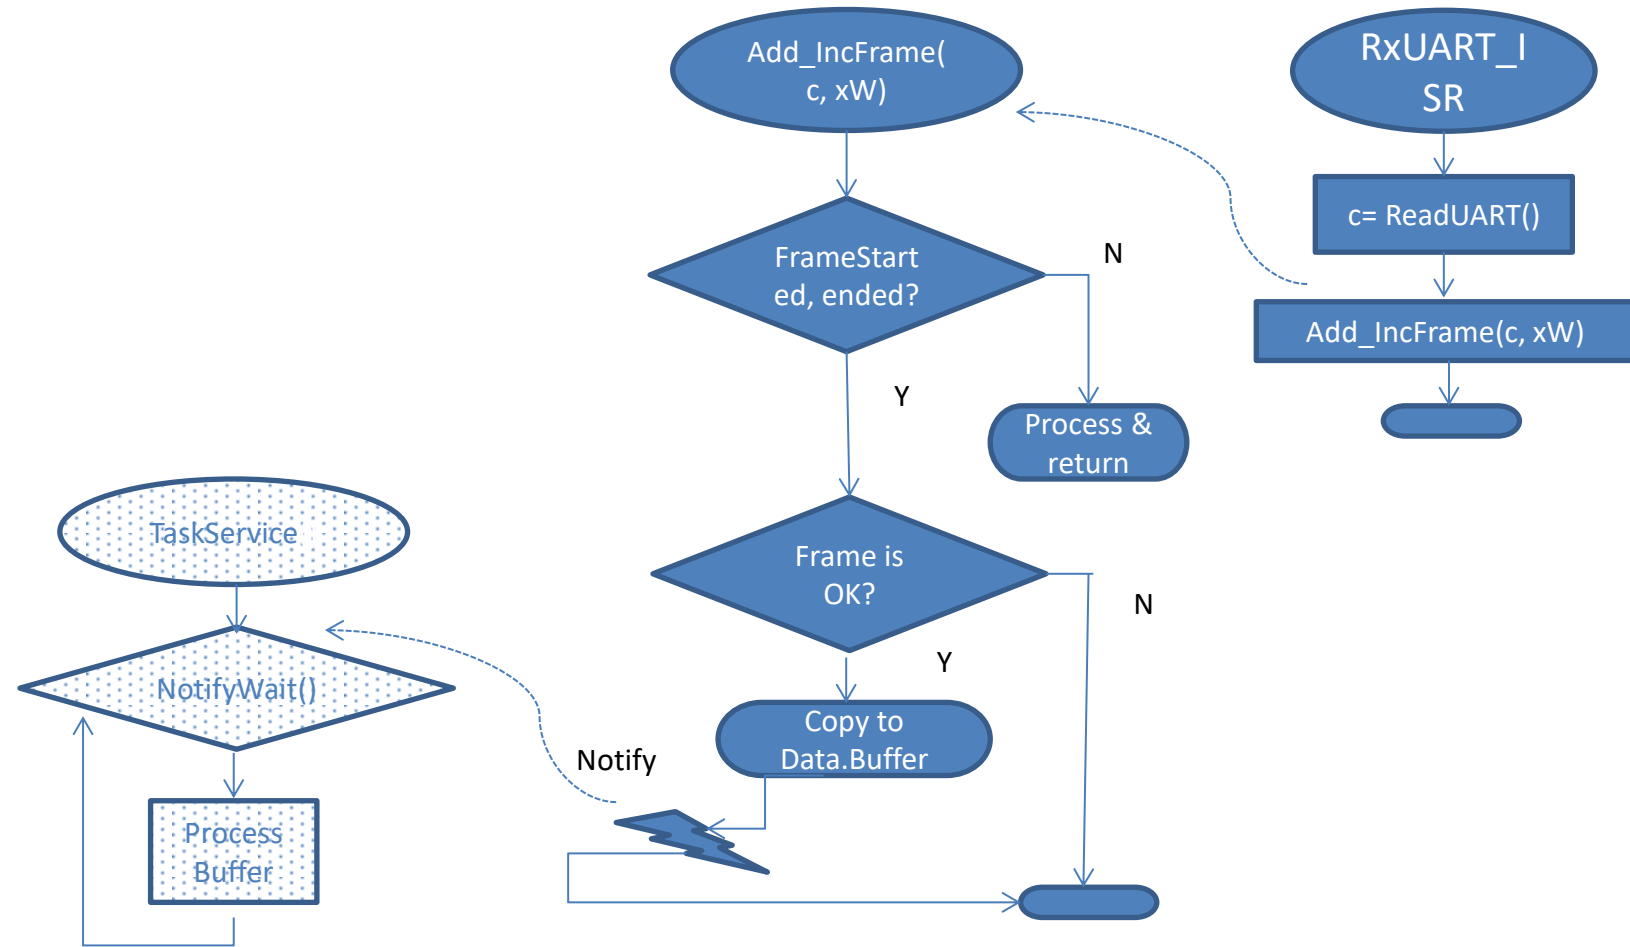 Add_IncFrame(
c, xW)
RxUART_I
SR
c= ReadUART()
Add_IncFrame(c, xW)
FrameStart
ed, ended?
N
Y
Process &
return
Frame is
OK?
N
Y
Copy to
Data.Buffer
Notify
TaskService
NotifyWait()
Process
Buffer